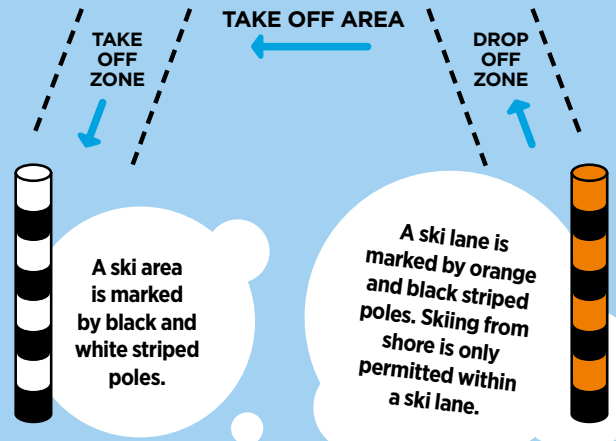 TAKE OFF AREA
TAKE
OFF
ZONE
DROP
OFF
ZONE
A ski area
is marked
by black and
white striped
poles.
A ski lane is
marked by orange
and black striped
poles. Skiing from
shore is only
permitted within
a ski lane.